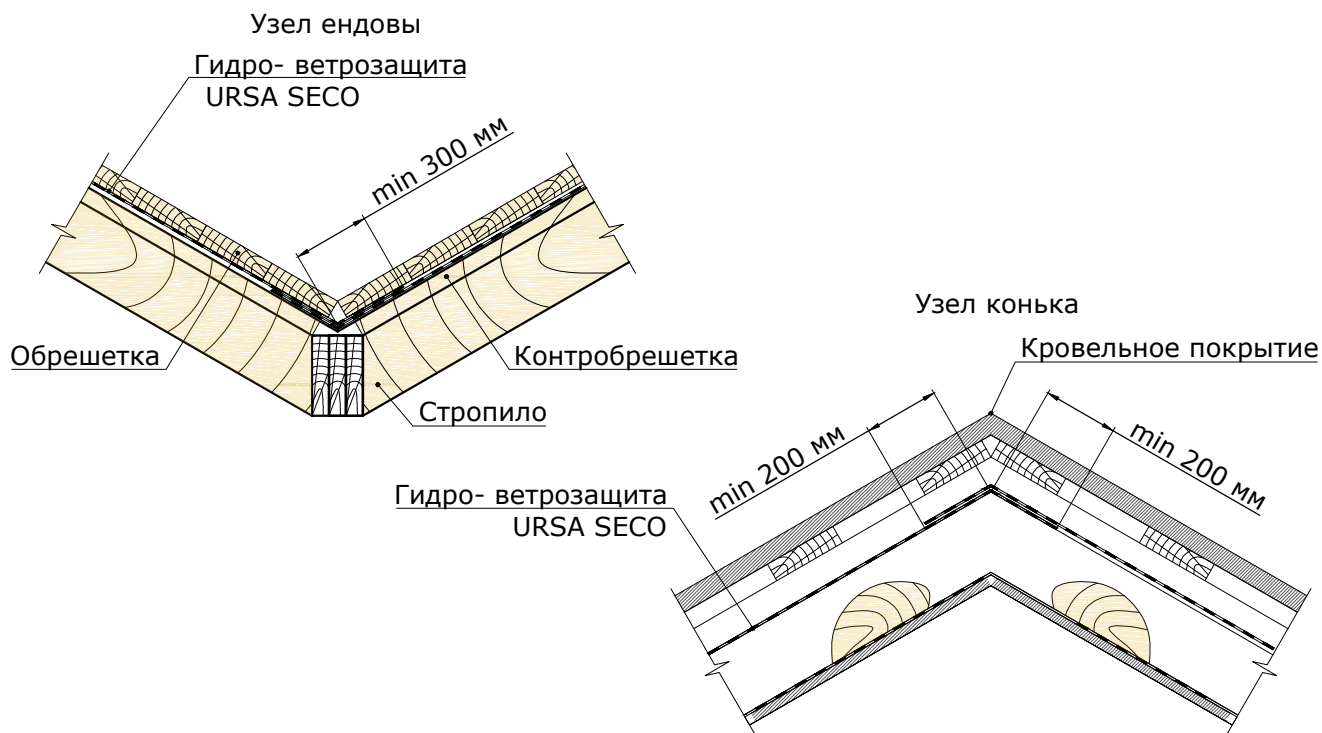 Узел ендовы
Гидро- ветрозащита
URSA SECO
min 300 мм
Обрешетка
Контробрешетка
Стропило
Узел конька
Кровельное покрытие
min 200 мм
min 200 мм
Гидро- ветрозащита
URSA SECO